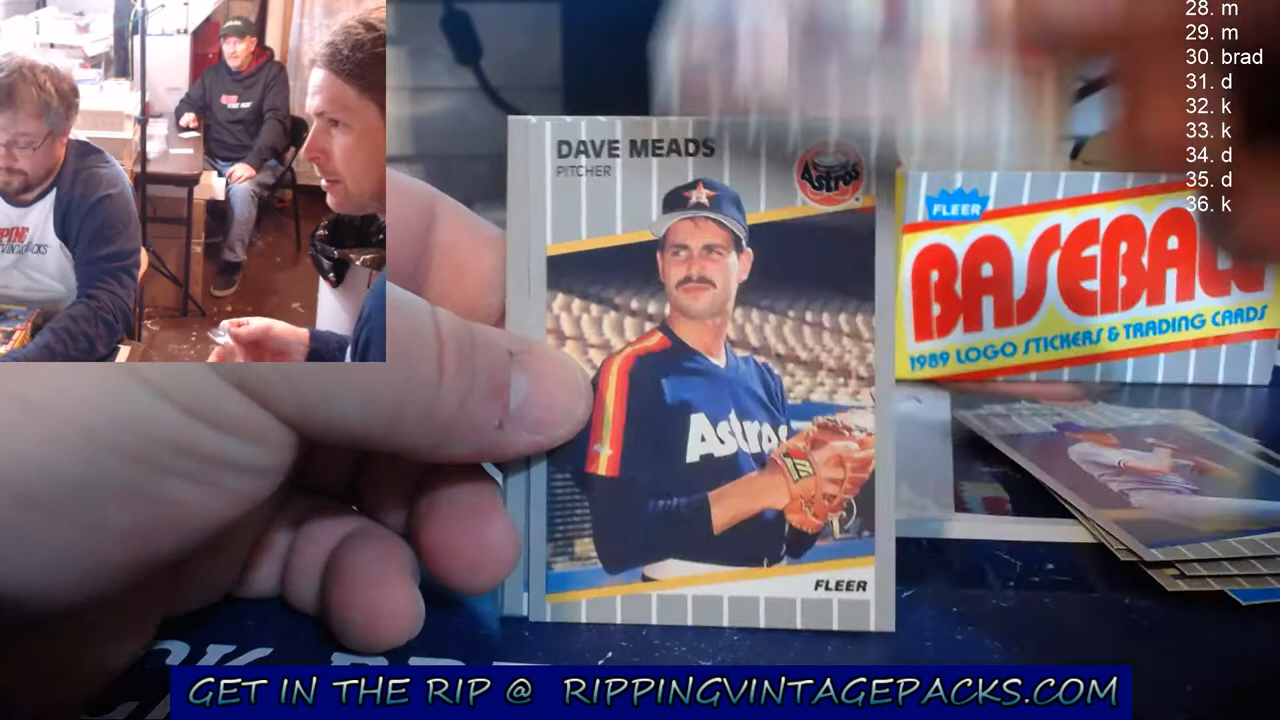 28. m
29. m
30. brad
31. d
32. k
33. k
34. d
35. d
36. k
DAVE MEADS
PITCHER
Astros
Astros
FLEER
FLEER
BASEBALL
1989 LOGO STICKERS & TRADING CARDS
GET IN THE RIP @ RIPPINGVINTAGEPACKS.COM